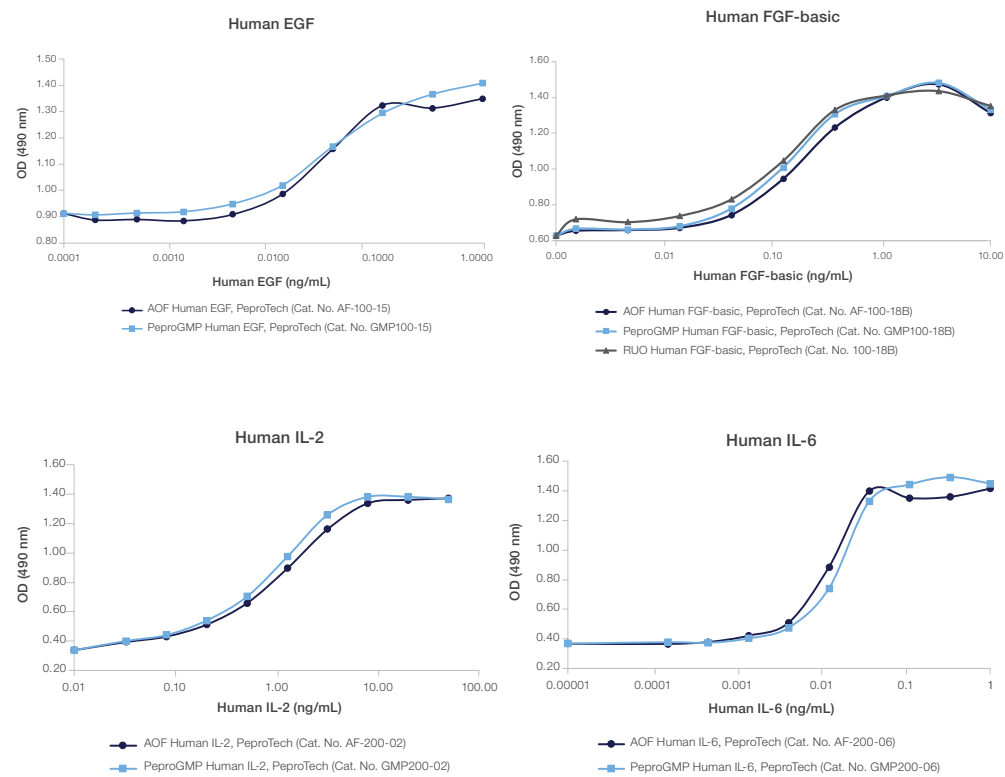 Human EGF
1.50
1.40
1.30
1.20
1.10
1.00
0.90
0.80
OD (490 nm)
0.0001
0.0010
0.0100
0.1000
1.0000
Human EGF (ng/mL)
AOF Human EGF, PeproTech (Cat. No. AF-100-15)
PeproGMP Human EGF, PeproTech (Cat. No. GMP100-15)
Human FGF-basic
1.60
1.40
1.20
1.00
0.80
0.60
OD (490 nm)
0.00
0.01
0.10
1.00
10.00
Human FGF-basic (ng/mL)
AOF Human FGF-basic, PeproTech (Cat. No. AF-100-18B)
PeproGMP Human FGF-basic, PeproTech (Cat. No. GMP100-18B)
RUO Human FGF-basic, PeproTech (Cat. No. 100-18B)
Human IL-2
1.60
1.40
1.20
1.00
0.80
0.60
0.40
0.20
OD (490 nm)
0.01
0.10
1.00
10.00
100.00
Human IL-2 (ng/mL)
AOF Human IL-2, PeproTech (Cat. No. AF-200-02)
PeproGMP Human IL-2, PeproTech (Cat. No. GMP200-02)
Human IL-6
1.60
1.40
1.20
1.00
0.80
0.60
0.40
0.20
OD (490 nm)
0.00001
0.0001
0.001
0.01
0.1
1
Human IL-6 (ng/mL)
AOF Human IL-6, PeproTech (Cat. No. AF-200-06)
PeproGMP Human IL-6, PeproTech (Cat. No. GMP200-06)